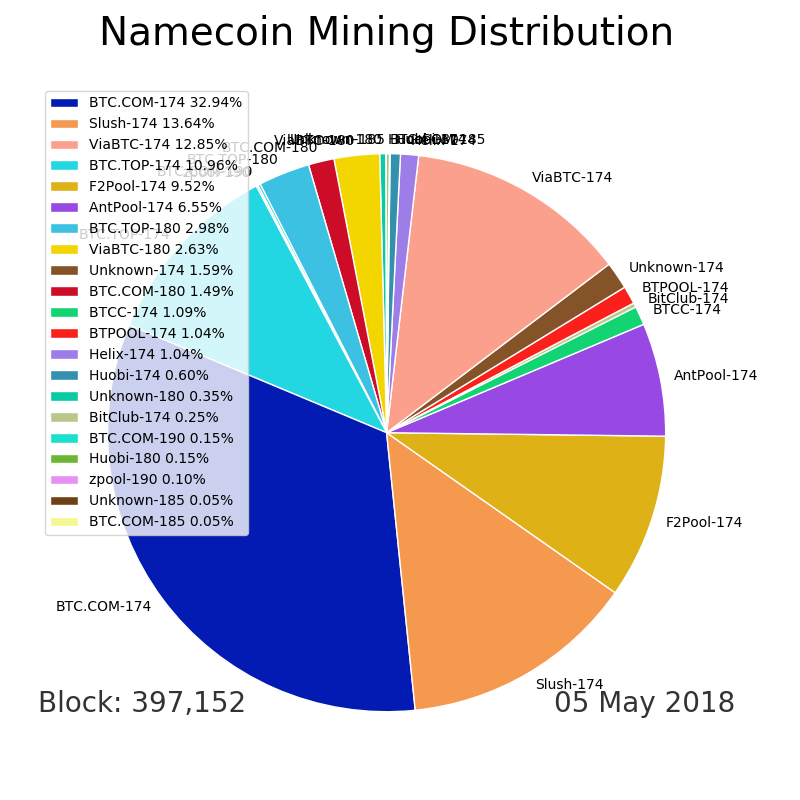 Namecoin Mining Distribution
BTC.COM-174 32.94%
Slush-174 13.64%
ViaBTC-174 12.85%
BTC.TOP-174 10.96%
F2Pool-174 9.52%
AntPool-174 6.55%
BTC.TOP-180 2.98%
ViaBTC-180 2.63%
Unknown-174 1.59%
BTC.COM-180 1.49%
BTCC-174 1.09%
BTPOOL-174 1.04%
Helix-174 1.04%
Huobi-174 0.60%
Unknown-180 0.35%
BitClub-174 0.25%
BTC.COM-190 0.15%
Huobi-180 0.15%
zpool-190 0.10%
Unknown-185 0.05%
BTC.COM-185 0.05%
BTC.COM-180
BTC.TOP-180
BTC.TOP-174
ViaBTC-174
Unknown-174
BTPOOL-174
BitClub-174
BTCC-174
AntPool-174
F2Pool-174
BTC.COM-174
Slush-174
Block: 397,152
05 May 2018